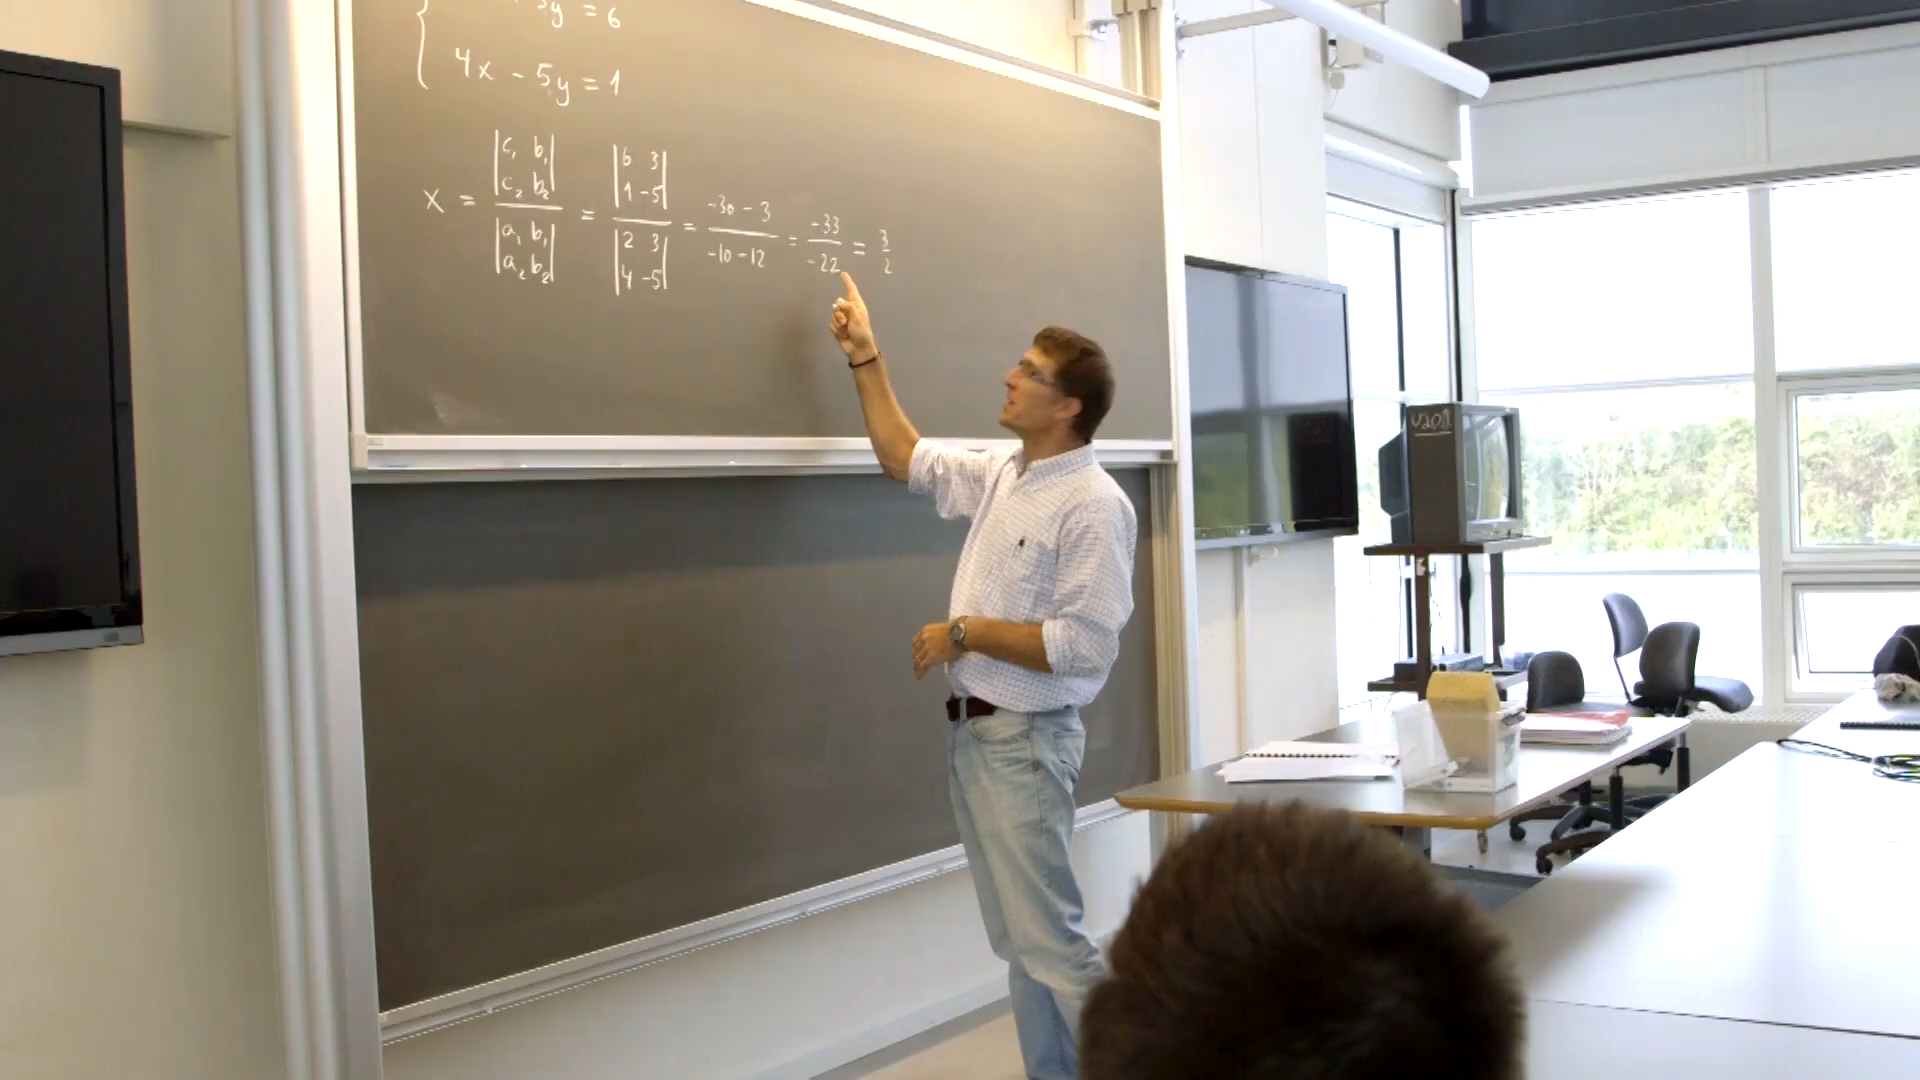 3y = 6
4x - 5y = 1
x = |c₁ b₁; c₂ b₂| / |a₁ b₁; a₂ b₂| = |6 3; 1 -5| / |2 3; 4 -5| = (-30 - 3) / (-10 - 12) = -33 / -22 = 3 / 2